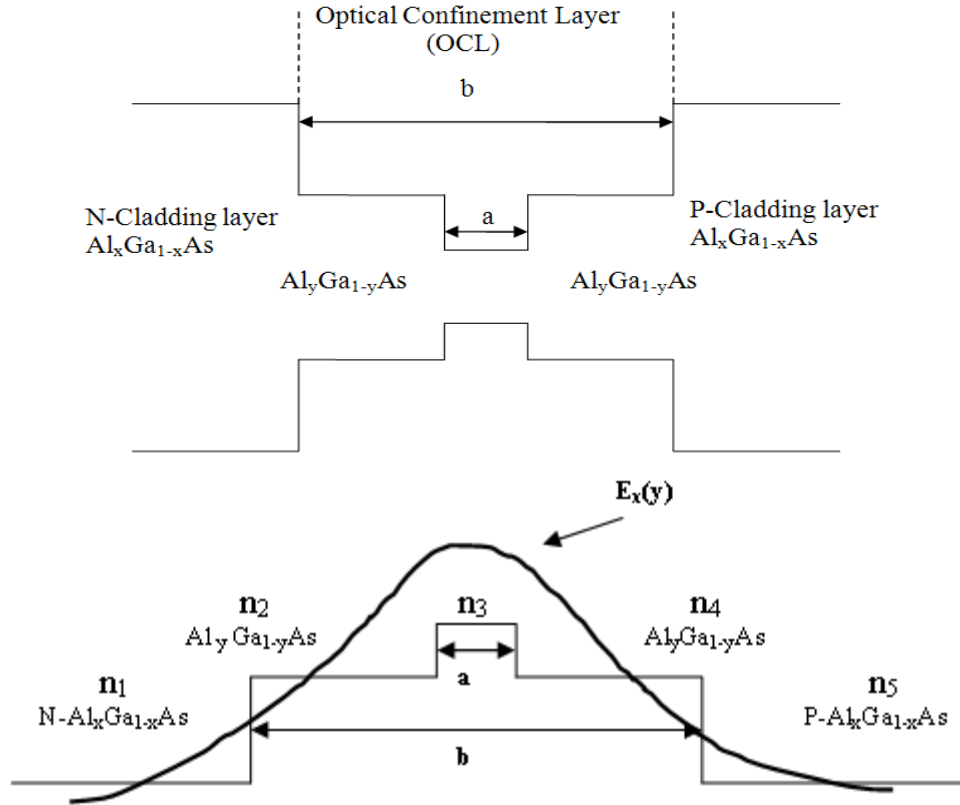 Optical Confinement Layer
(OCL)
b
N-Cladding layer
AlxGa1-xAs
a
P-Cladding layer
AlxGa1-xAs
AlyGa1-yAs
AlyGa1-yAs
Ex(y)
n2
AlyGa1-yAs
n3
n4
AlyGa1-yAs
n1
N-AlxGa1-xAs
a
n5
P-AlxGa1-xAs
b